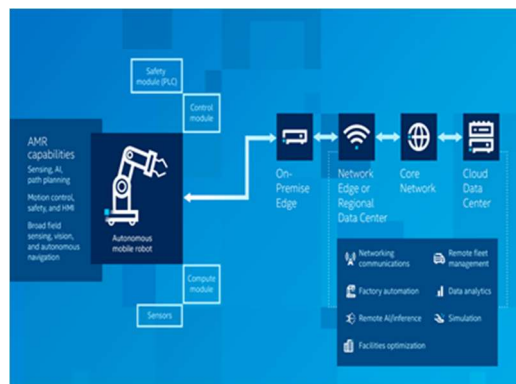 Safety
module (PLC)
Control
module
AMR
capabilities
Sensing, AI,
path planning
Motion control,
safety, and HMI
Broad field
sensing, vision,
and autonomous
navigation
Autonomous
mobile robot
Compute
module
Sensors
On-
Premise
Edge
Network
Edge or
Regional
Data Center
Core
Network
Cloud
Data
Center
Networking
communications
Remote fleet
management
Factory automation
Data analytics
Remote AI/inference
Simulation
Facilities optimization